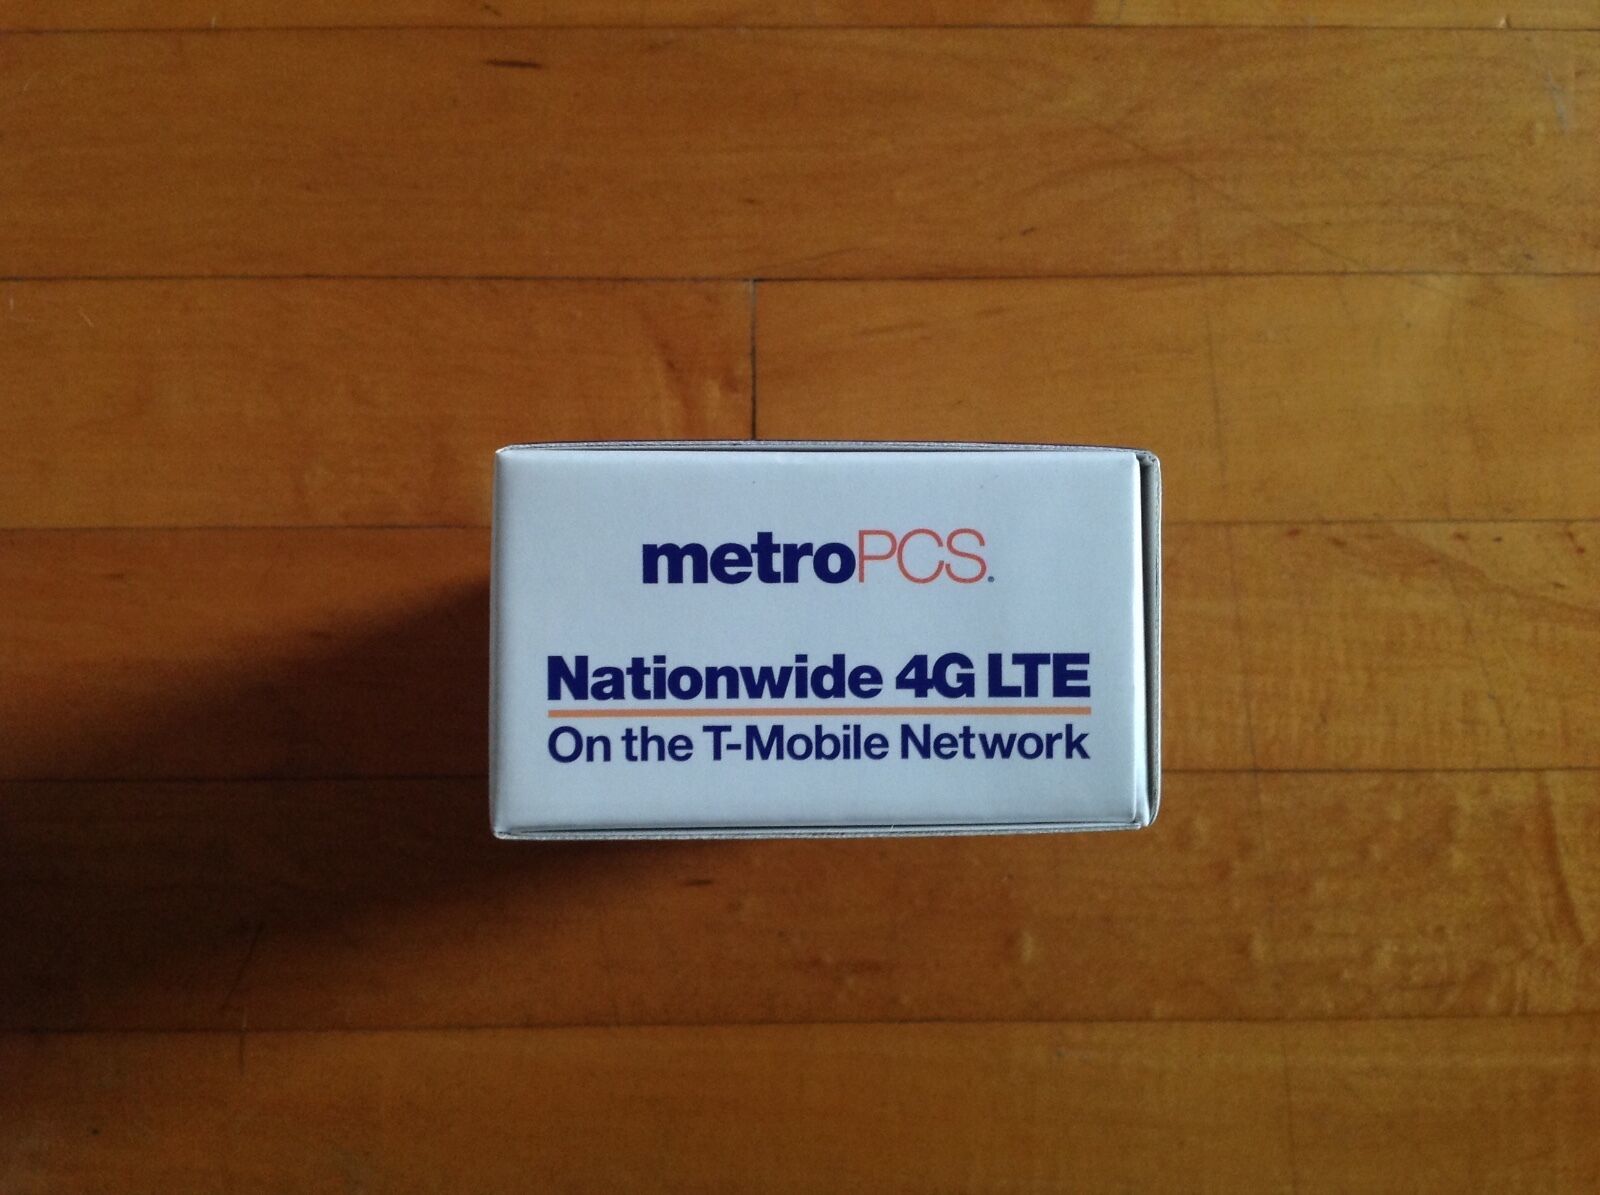 metroPCS.
Nationwide 4G LTE
On the T-Mobile Network